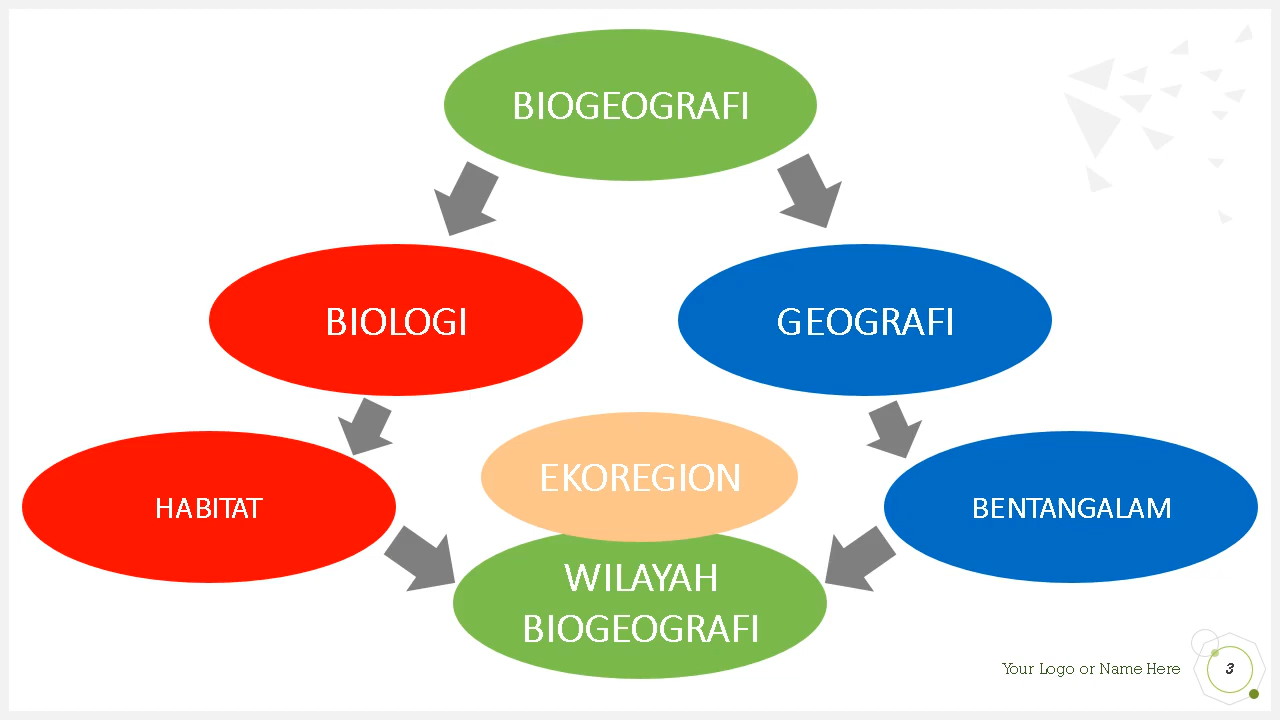 BIOGEOGRAFI
BIOLOGI
GEOGRAFI
EKOREGION
HABITAT
BENTANGALAM
WILAYAH
BIOGEOGRAFI
Your Logo or Name Here
3